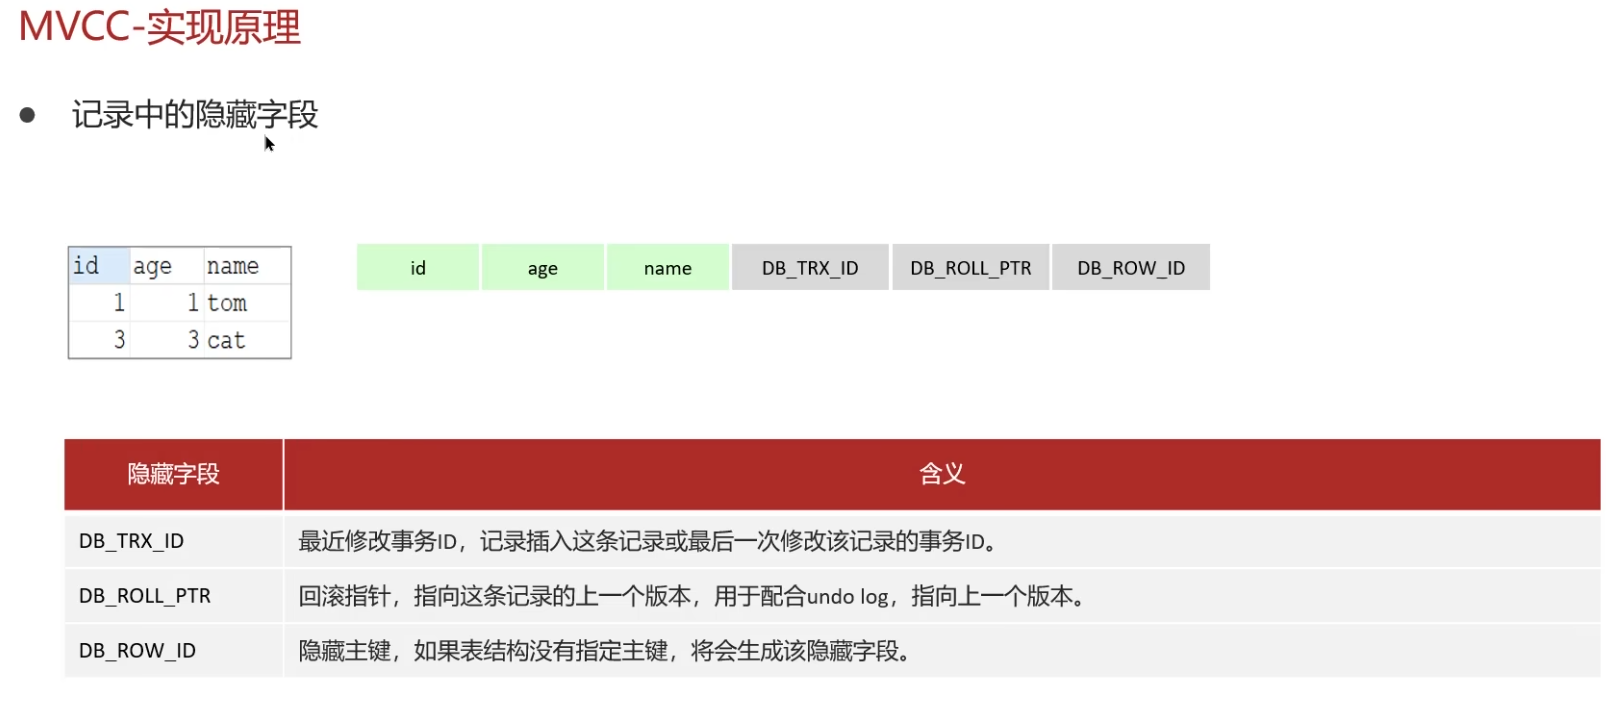 MVCC-实现原理
● 记录中的隐藏字段
id age name
1 1 tom
3 3 cat
id age name DB_TRX_ID DB_ROLL_PTR DB_ROW_ID
隐藏字段 含义
DB_TRX_ID 最近修改事务ID，记录插入这条记录或最后一次修改该记录的事务ID。
DB_ROLL_PTR 回滚指针，指向这条记录的上一个版本，用于配合undo log，指向上一个版本。
DB_ROW_ID 隐藏主键，如果表结构没有指定主键，将会生成该隐藏字段。